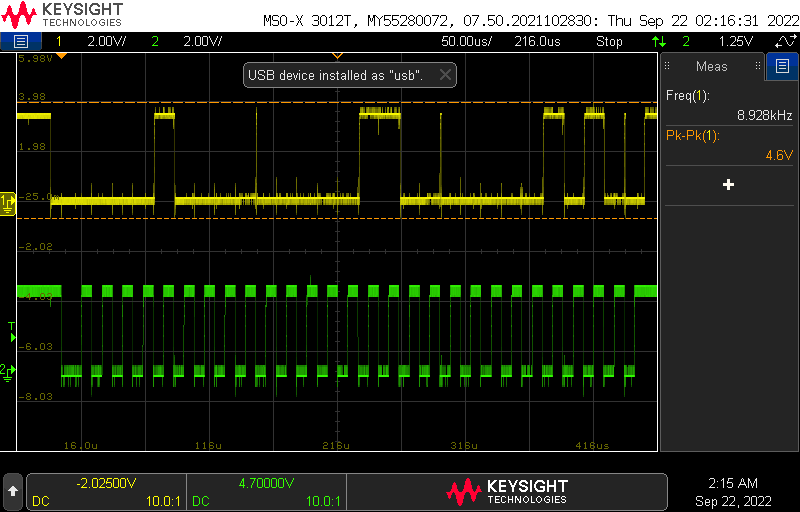 KEYSIGHT
TECHNOLOGIES
MSO-X 3012T, MY55280072, 07.50.2021102830: Thu Sep 22 02:16:31 2022
1 2.00V/ 2 2.00V/ 50.00us/ 216.0us Stop 2 1.25V
5.98V
USB device installed as "usb".
Meas
3.98
Freq(1):
8.928kHz
Pk-Pk(1):
4.6V
1.98
1
-25.0m
-2.02
-4.02
T
-6.03
2
-8.03
16.0u 116u 216u 316u 416us
-2.02500V
DC 10.0:1
4.70000V
DC 10.0:1
KEYSIGHT
TECHNOLOGIES
2:15 AM
Sep 22, 2022